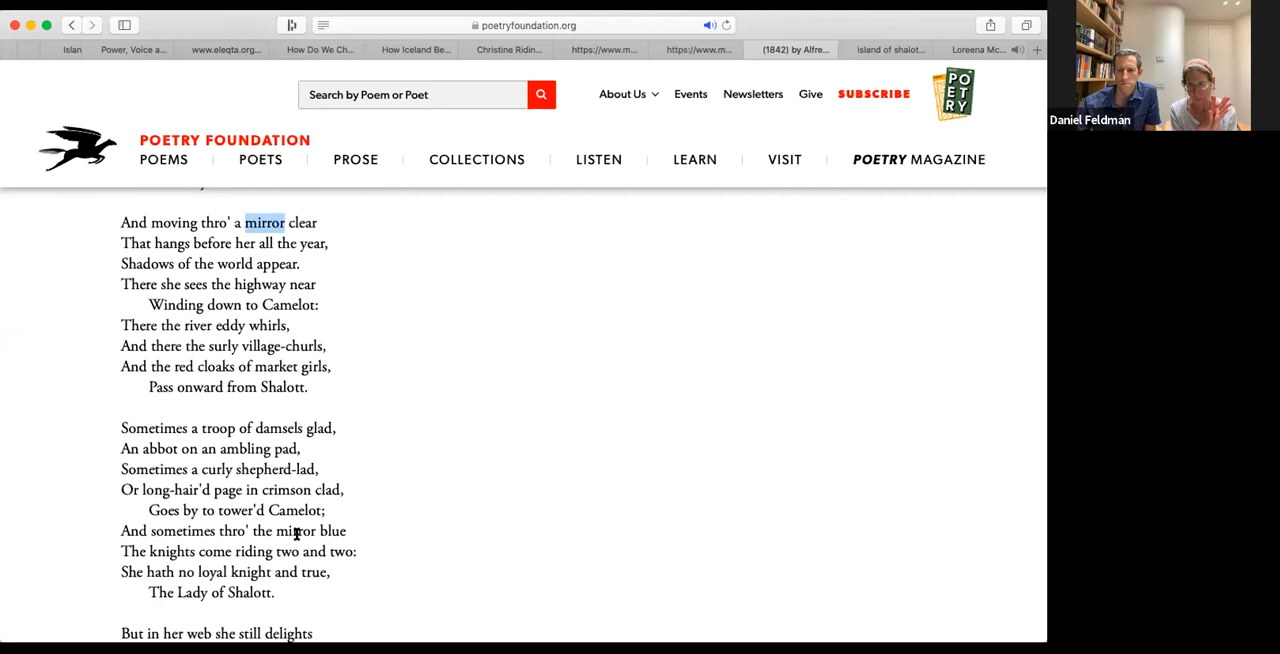 poetryfoundation.org
Islan
Power, Voice a...
www.eleqta.org...
How Do We Ch...
How Iceland Be...
Christine Ridin...
https://www.m...
https://www.m...
(1842) by Alfre...
island of shalot...
Loreena Mc...
Search by Poem or Poet
About Us
Events
Newsletters
Give
SUBSCRIBE
POETRY
POETRY FOUNDATION
POEMS
POETS
PROSE
COLLECTIONS
LISTEN
LEARN
VISIT
POETRY MAGAZINE
And moving thro' a mirror clear
That hangs before her all the year,
Shadows of the world appear.
There she sees the highway near
Winding down to Camelot:
There the river eddy whirls,
And there the surly village-churls,
And the red cloaks of market girls,
Pass onward from Shalott.
Sometimes a troop of damsels glad,
An abbot on an ambling pad,
Sometimes a curly shepherd-lad,
Or long-hair'd page in crimson clad,
Goes by to tower'd Camelot;
And sometimes thro' the mirror blue
The knights come riding two and two:
She hath no loyal knight and true,
The Lady of Shalott.
But in her web she still delights
Daniel Feldman